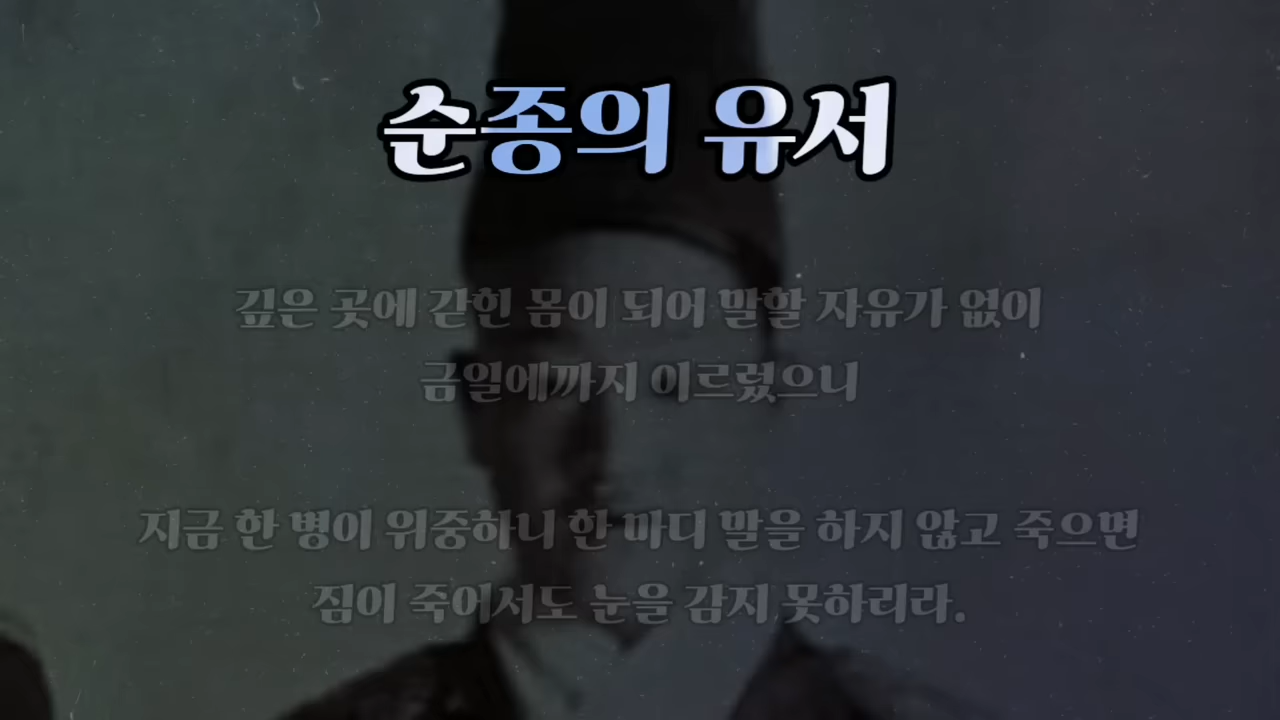 순종의 유서
깊은 곳에 갇힌 몸이 되어 말할 자유가 없이
금일에까지 이르렀으니
지금 한 병이 위중하니 한 마디 말을 하지 않고 죽으면
짐이 죽어서도 눈을 감지 못하리라.